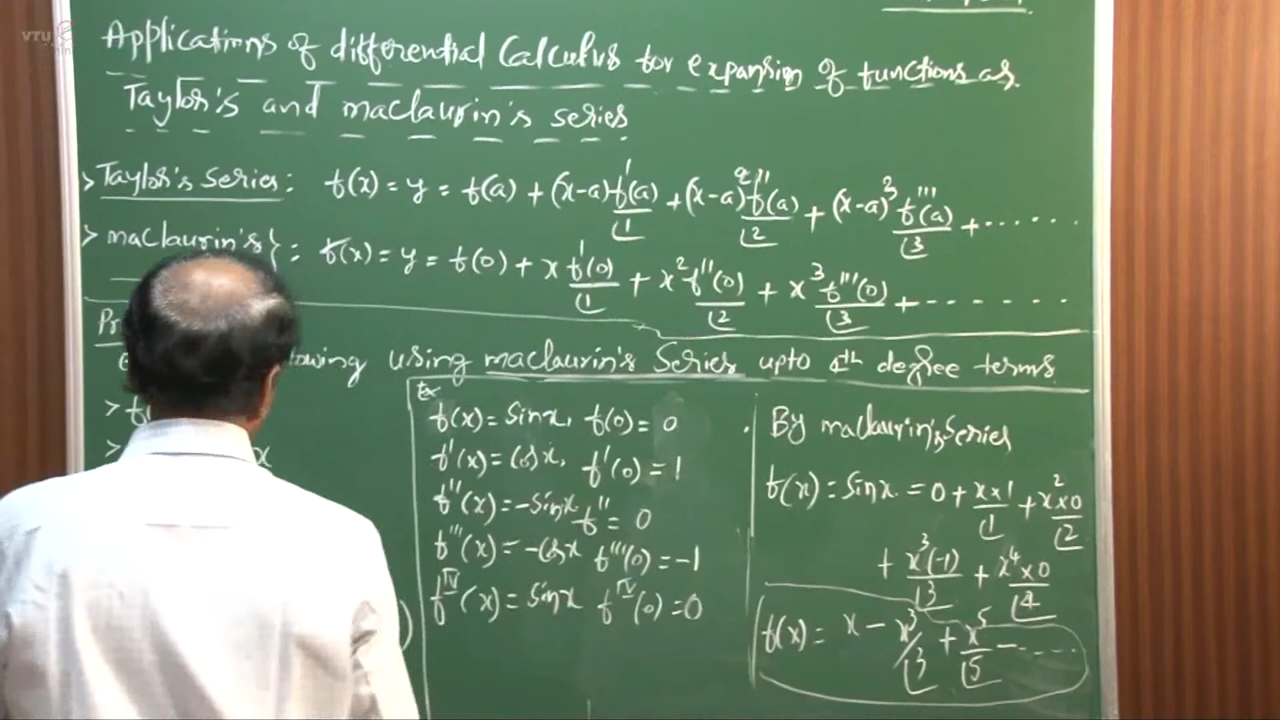 VTU e
Applications of differential Calculus for expansion of functions as
Taylor's and maclaurin's series
> Taylor's series: f(x) = y = f(a) + (x-a) f'(a)/⌊1 + (x-a)² f''(a)/⌊2 + (x-a)³ f'''(a)/⌊3 + ......
> maclaurin's } : f(x) = y = f(0) + x f'(0)/⌊1 + x² f''(0)/⌊2 + x³ f'''(0)/⌊3 + .......
using maclaurin's Series upto 4th degree terms
f(x) = sinx, f(0) = 0
f'(x) = cosx, f'(0) = 1
f''(x) = -sinx f'' = 0
f'''(x) = -cosx f'''(0) = -1
f^IV(x) = sinx f^IV(0) = 0
By maclaurin's Series
f(x) = sinx = 0 + x×1/⌊1 + x²×0/⌊2
+ x³(-1)/⌊3 + x⁴×0/⌊4
f(x) = x - x³/⌊3 + x⁵/⌊5 - ....